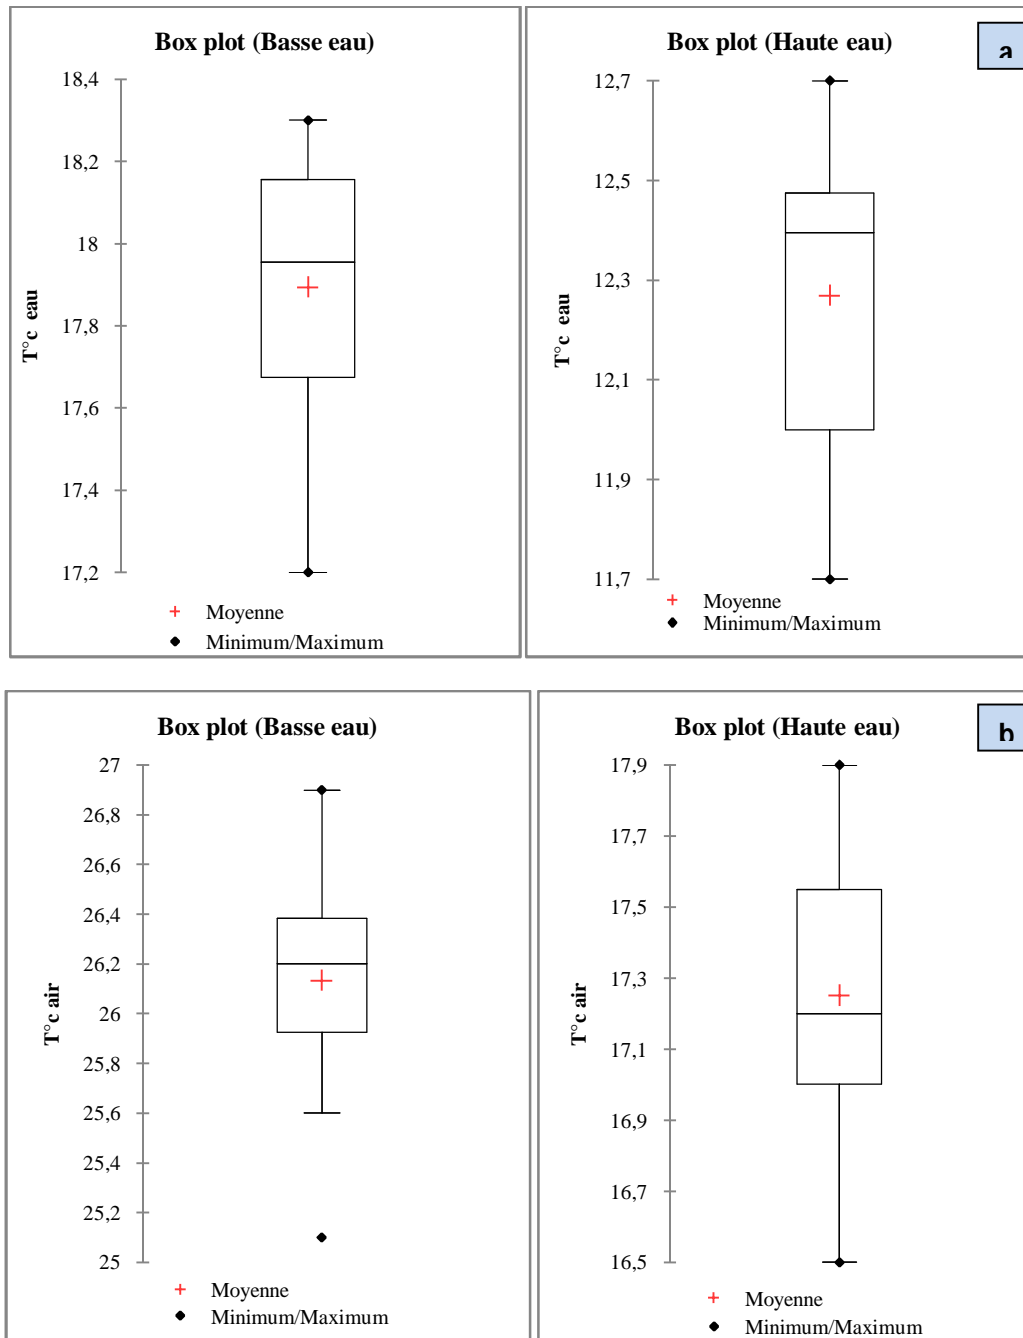 Box plot (Basse eau)
18,4
18,2
18
17,8
17,6
17,4
17,2
T°c eau
Moyenne
Minimum/Maximum
Box plot (Haute eau)
a
12,7
12,5
12,3
12,1
11,9
11,7
T°c eau
Moyenne
Minimum/Maximum
Box plot (Basse eau)
27
26,8
26,6
26,4
26,2
26
25,8
25,6
25,4
25,2
25
T°c air
Moyenne
Minimum/Maximum
Box plot (Haute eau)
b
17,9
17,7
17,5
17,3
17,1
16,9
16,7
16,5
T°c air
Moyenne
Minimum/Maximum